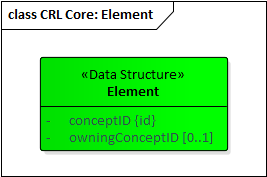 class CRL Core: Element
«Data Structure»
Element
- conceptID {id}
- owningConceptID [0..1]